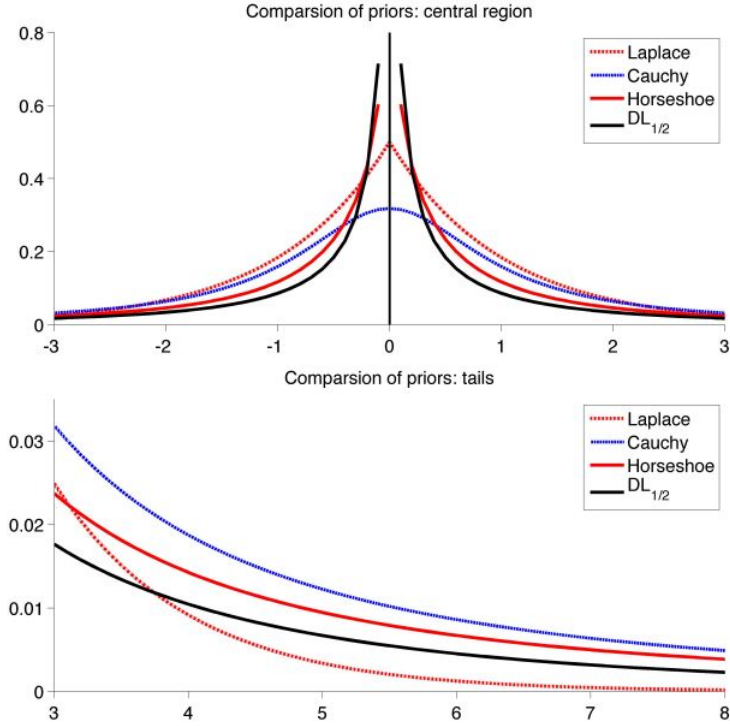 Comparsion of priors: central region
0.8
0.6
0.4
0.2
0
-3
-2
-1
0
1
2
3
Laplace
Cauchy
Horseshoe
DL1/2
Comparsion of priors: tails
0.03
0.02
0.01
0
3
4
5
6
7
8
Laplace
Cauchy
Horseshoe
DL1/2